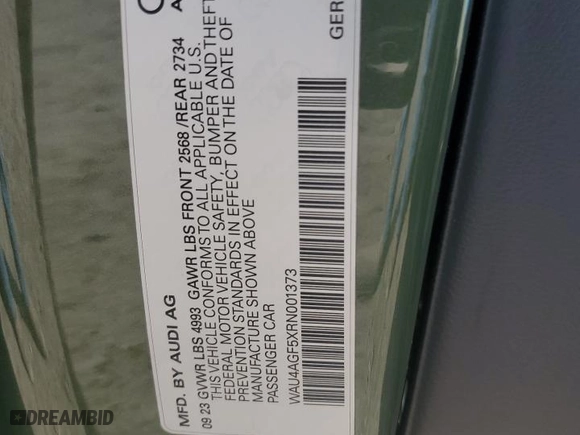 MFD. BY AUDI AG
09 23 GVWR LBS 4993 GAWR LBS FRONT 2568 /REAR 2734
THIS VEHICLE CONFORMS TO ALL APPLICABLE U.S.
FEDERAL MOTOR VEHICLE SAFETY, BUMPER AND THEFT
PREVENTION STANDARDS IN EFFECT ON THE DATE OF
MANUFACTURE SHOWN ABOVE
PASSENGER CAR
WAU4AGF5XRN001373
GER
DREAMBID